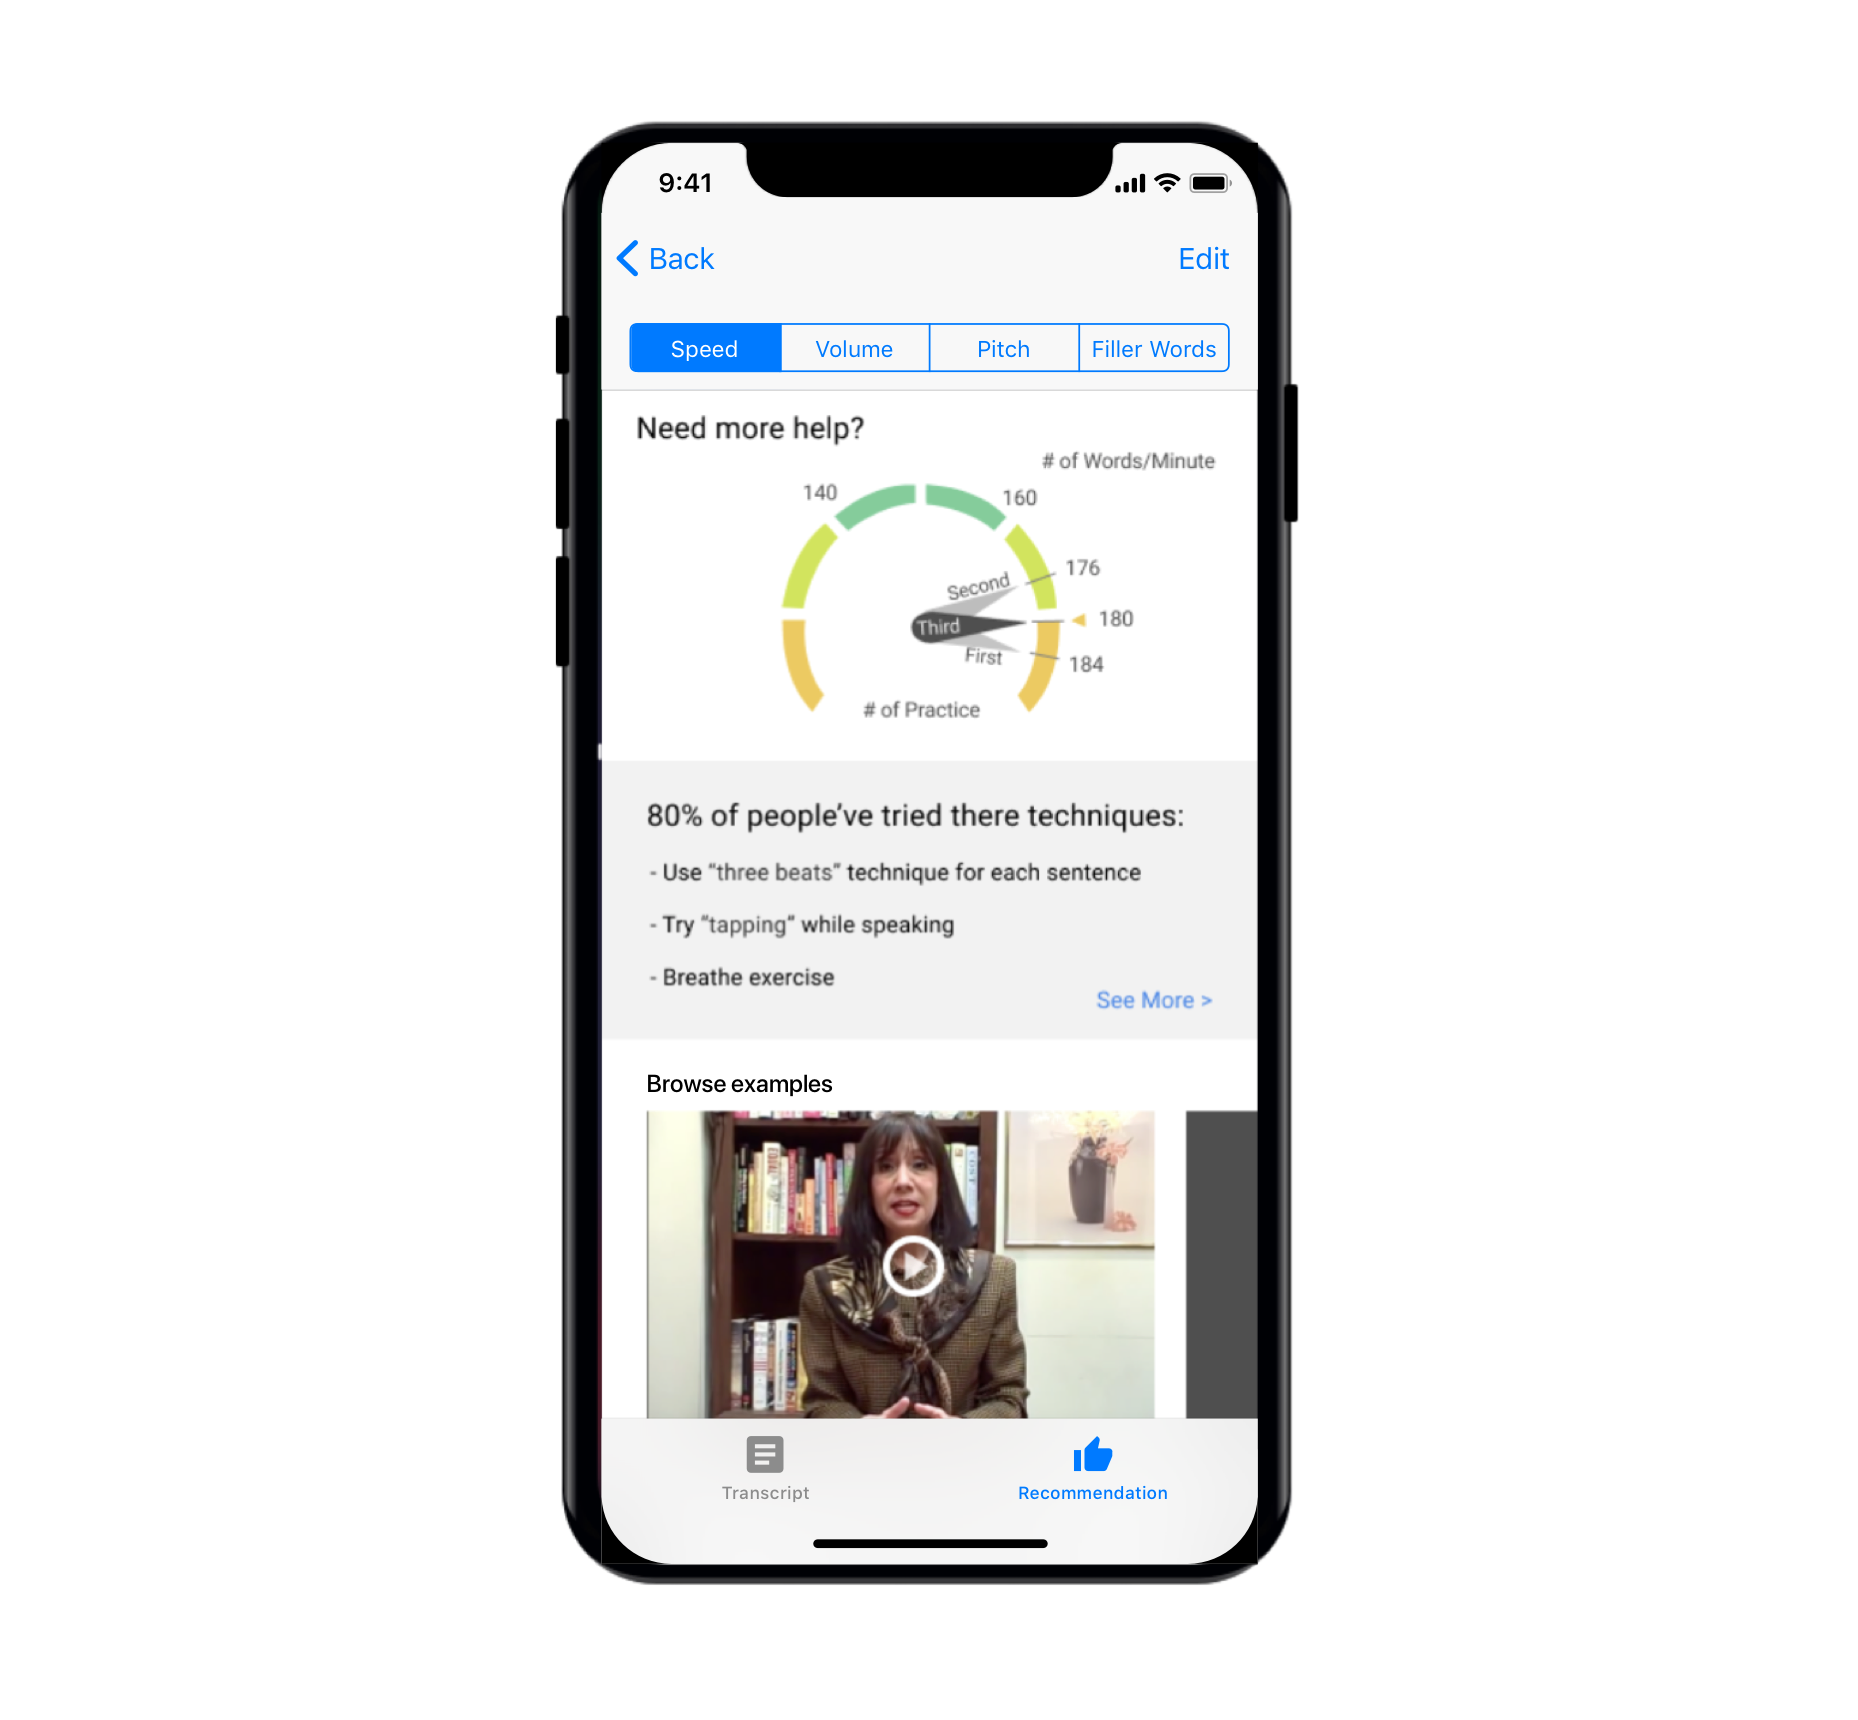 9:41
Back
Edit
Speed
Volume
Pitch
Filler Words
Need more help?
# of Words/Minute
140
160
Second
176
Third
180
First
184
# of Practice
80% of people’ve tried there techniques:
- Use “three beats” technique for each sentence
- Try “tapping” while speaking
- Breathe exercise
See More >
Browse examples
Transcript
Recommendation